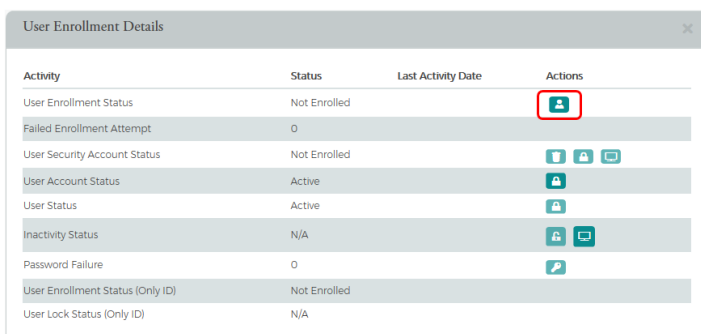 User Enrollment Details
Activity Status Last Activity Date Actions
User Enrollment Status Not Enrolled
Failed Enrollment Attempt 0
User Security Account Status Not Enrolled
User Account Status Active
User Status Active
Inactivity Status N/A
Password Failure 0
User Enrollment Status (Only ID) Not Enrolled
User Lock Status (Only ID) N/A